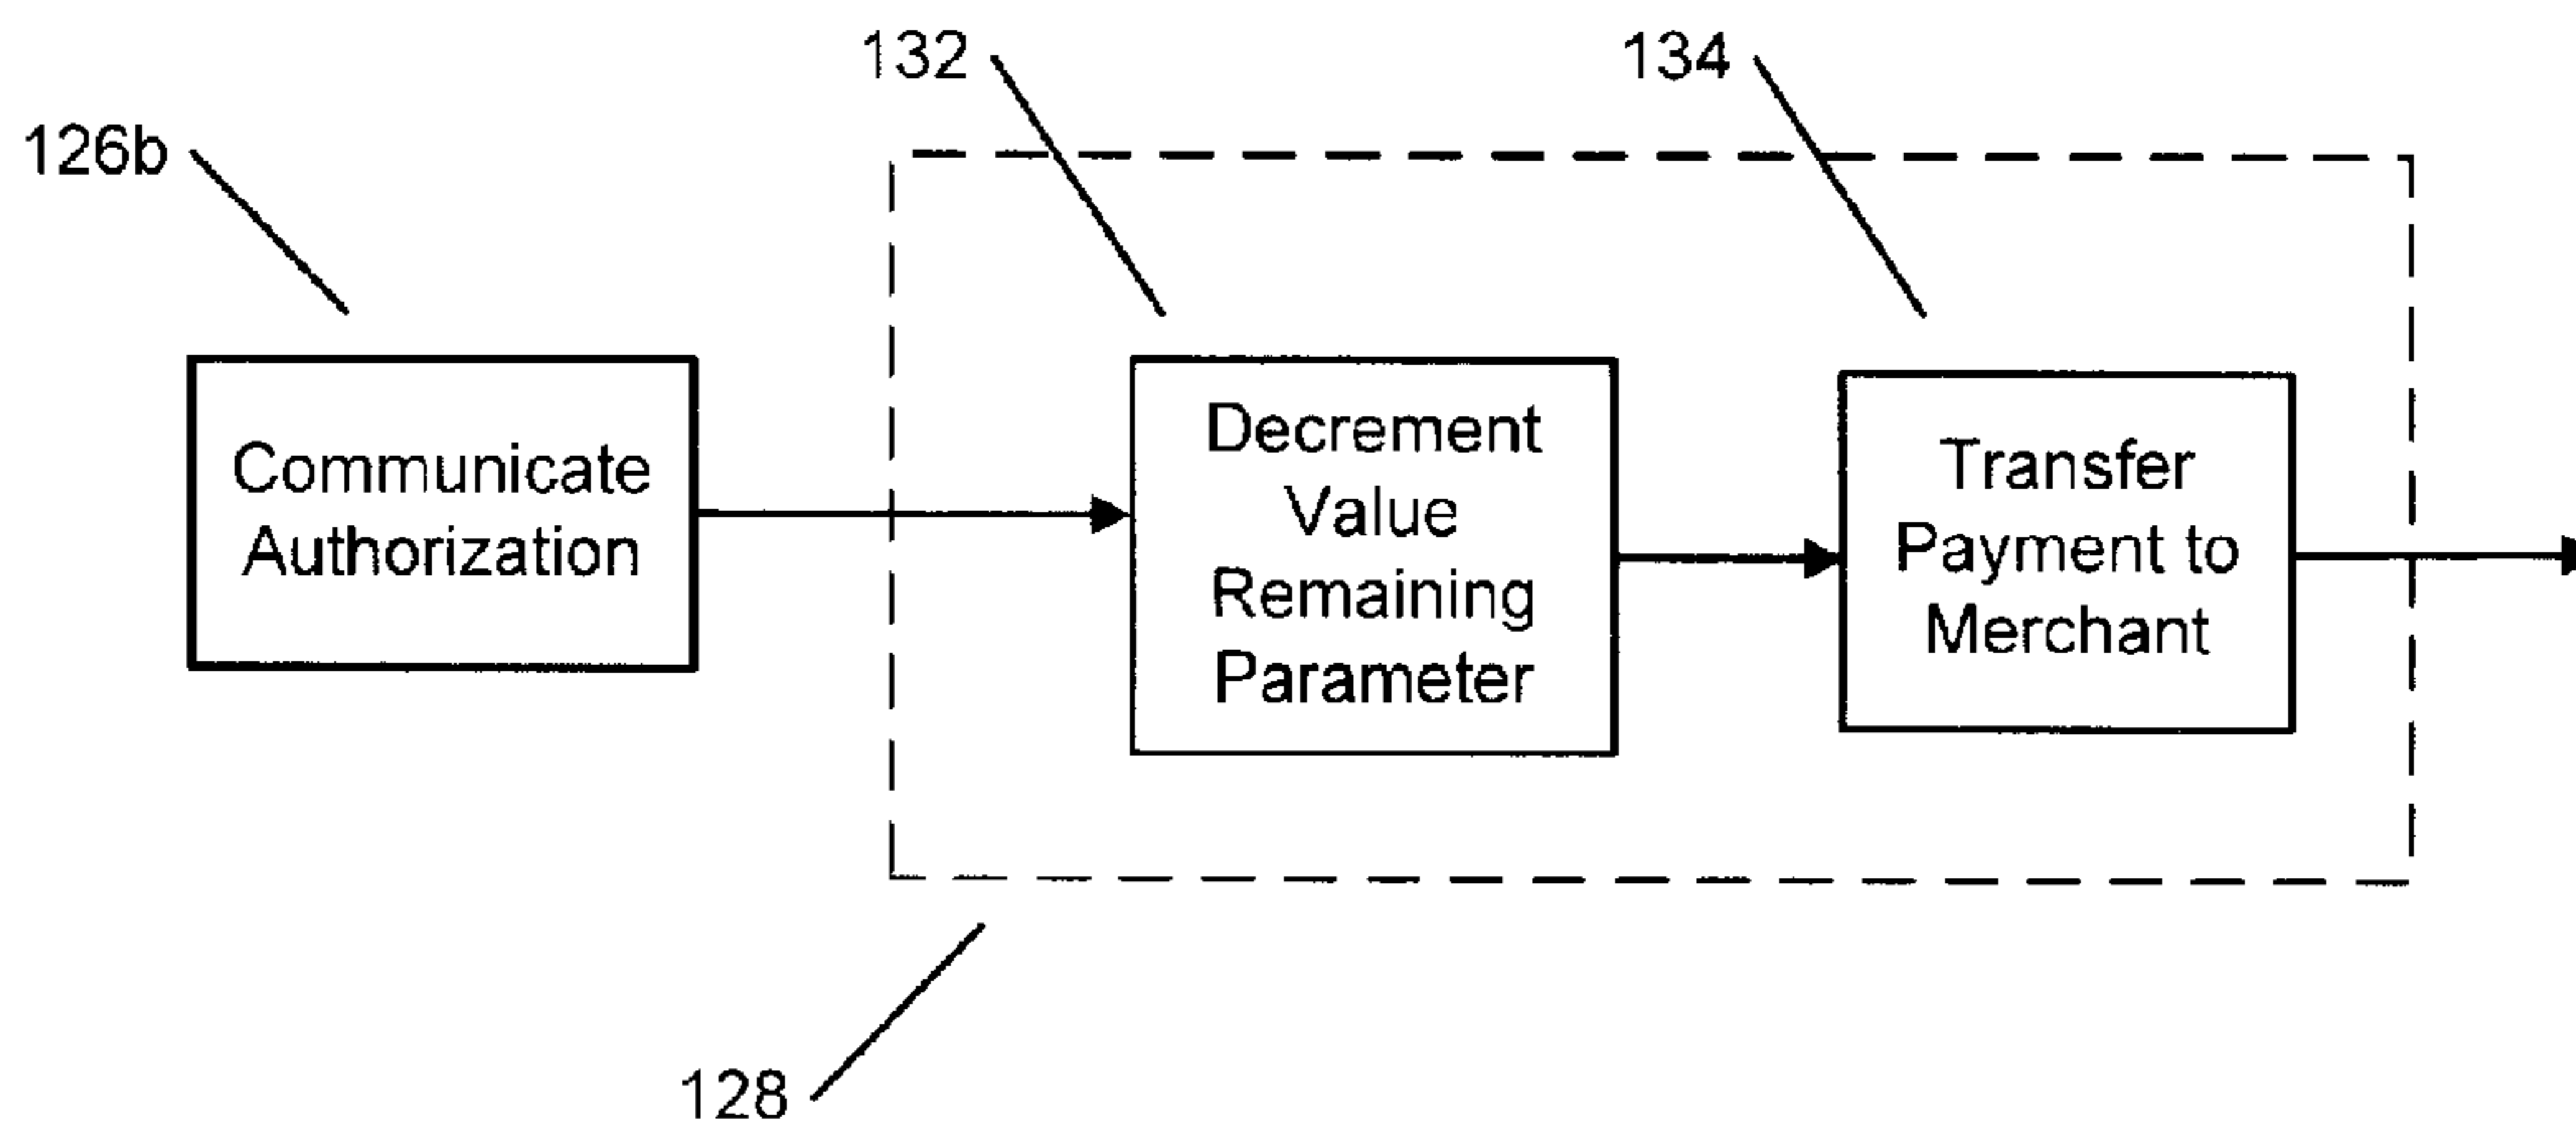 132
134
126b
Communicate
Authorization
Decrement
Value
Remaining
Parameter
Transfer
Payment to
Merchant
128